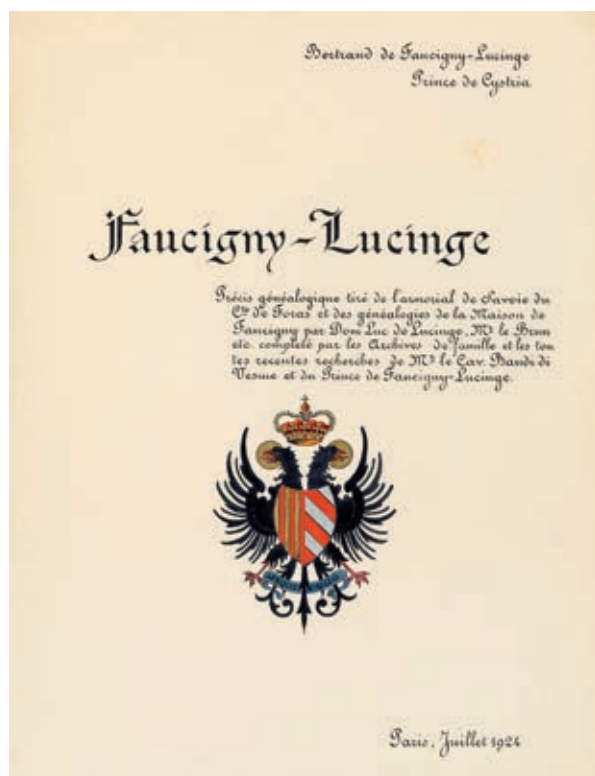 Bertrand de Faucigny-Lucinge
Prince de Cystria
Faucigny-Lucinge
Précis généalogique tiré de l'armorial de Savoie du
Cte de Foras et des généalogies de la Maison de
Faucigny par Dom Luc de Lucinge, Mr le Brun
etc. complété par les Archives de famille et les tou
tes recentes recherches de Mr le Cav. Baudi di
Vesme et du Prince de Faucigny-Lucinge.
Paris, Juillet 1924